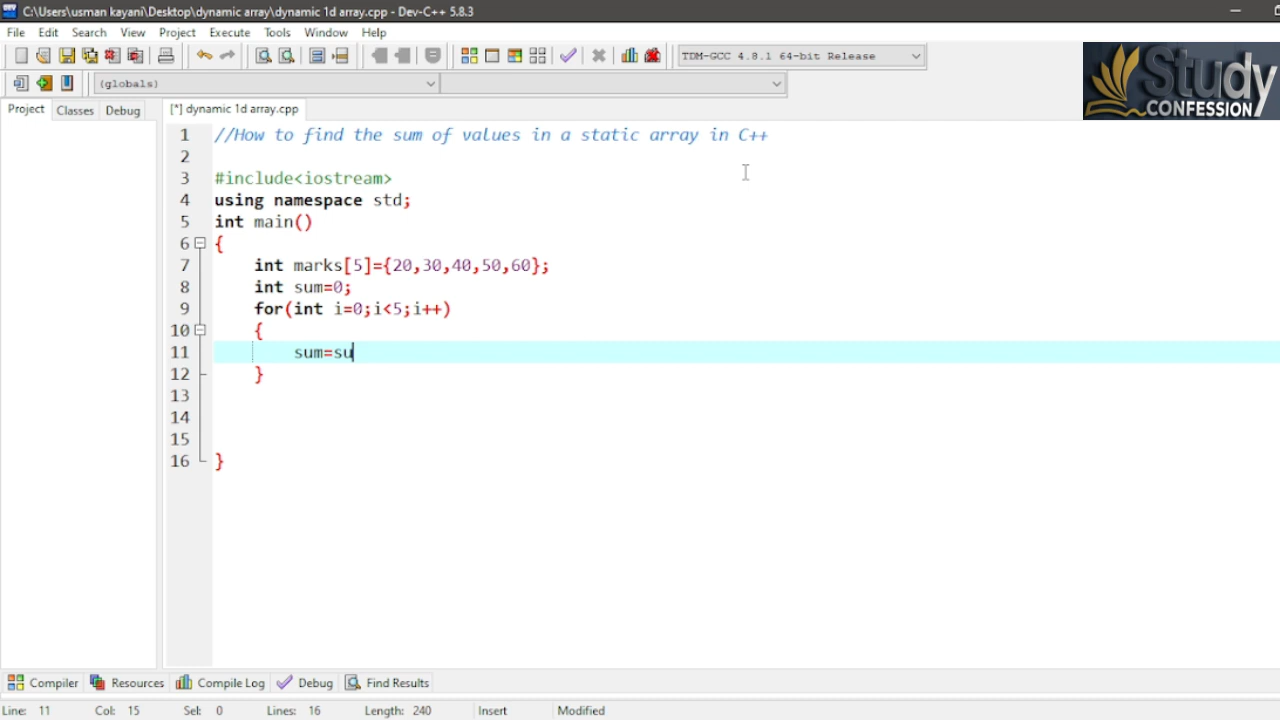 C:\Users\usman kayani\Desktop\dynamic array\dynamic 1d array.cpp - Dev-C++ 5.8.3
File Edit Search View Project Execute Tools Window Help
TDM-GCC 4.8.1 64-bit Release
(globals)
Study
CONFESSION
Project Classes Debug
[*] dynamic 1d array.cpp
1 //How to find the sum of values in a static array in C++
2
3 #include<iostream>
4 using namespace std;
5 int main()
6 {
7 int marks[5]={20,30,40,50,60};
8 int sum=0;
9 for(int i=0;i<5;i++)
10 {
11 sum=su
12 }
13
14
15
16 }
Compiler Resources Compile Log Debug Find Results
Line: 11 Col: 15 Sel: 0 Lines: 16 Length: 240 Insert Modified